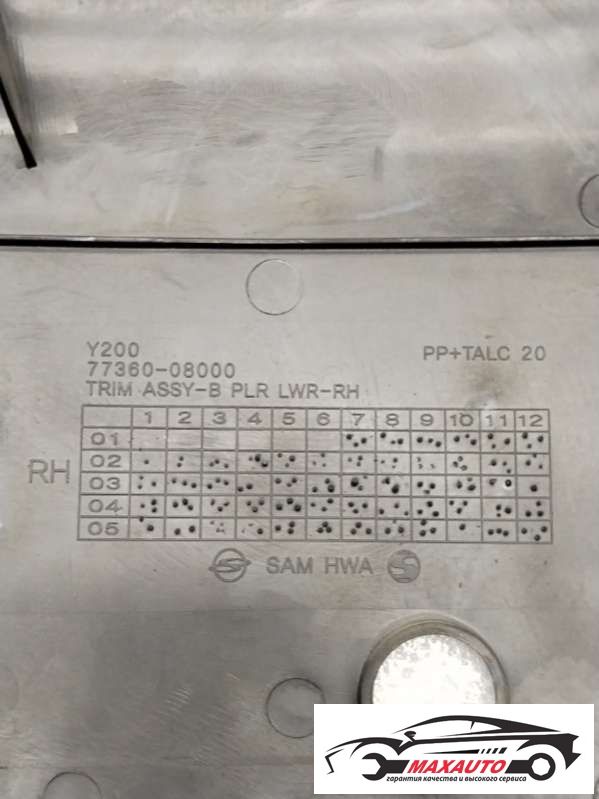 Y200
PP+TALC 20
77360-08000
TRIM ASSY-B PLR LWR-RH
1 2 3 4 5 6 7 8 9 10 11 12
01
02
RH
03
04
05
SAM HWA
MAXAUTO
гарантия качества и высокого сервиса